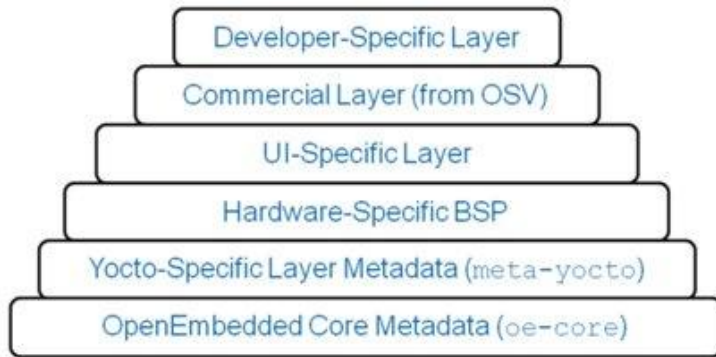 Developer-Specific Layer
Commercial Layer (from OSV)
UI-Specific Layer
Hardware-Specific BSP
Yocto-Specific Layer Metadata (meta-yocto)
OpenEmbedded Core Metadata (oe-core)